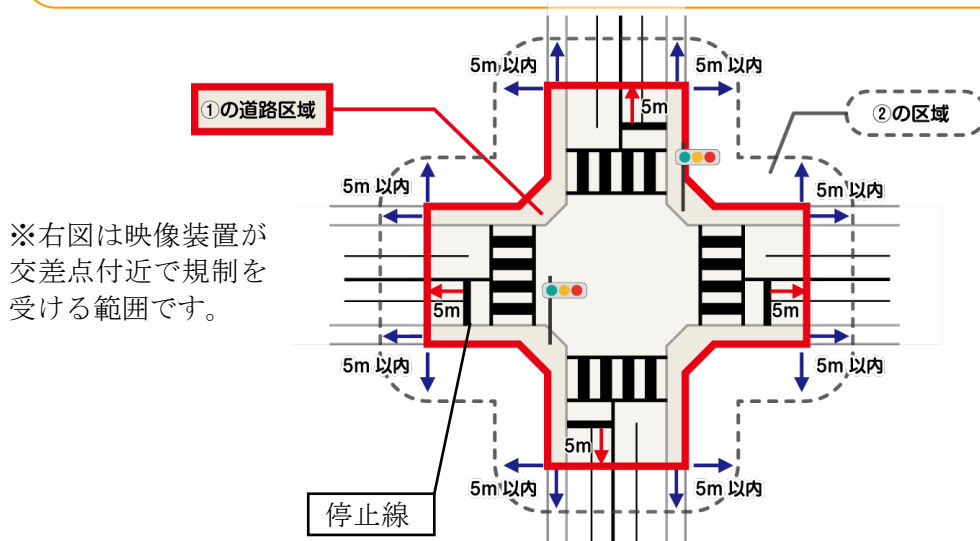 5m 以内
5m 以内
①の道路区域
5m
②の区域
5m 以内
5m 以内
※右図は映像装置が
交差点付近で規制を
受ける範囲です。
5m
5m
5m 以内
5m 以内
5m
5m 以内
5m 以内
停止線